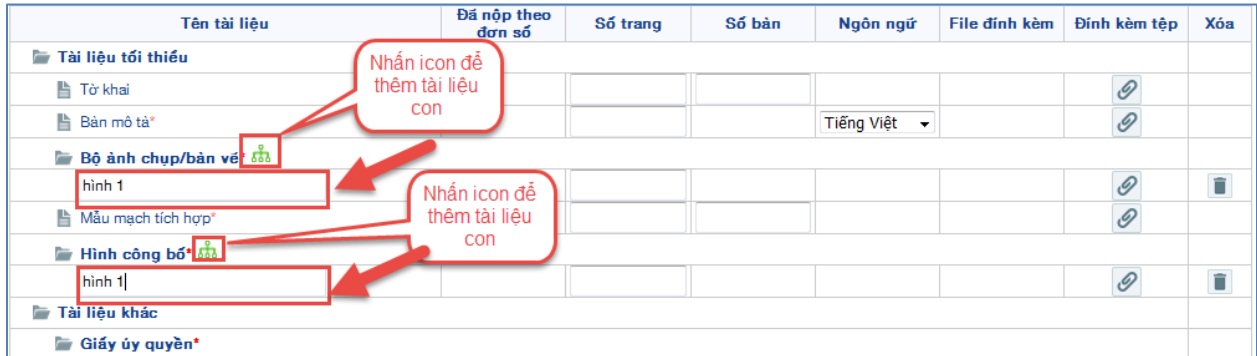 Tên tài liệu Đã nộp theo đơn số Số trang Số bản Ngôn ngữ File đính kèm Đính kèm tệp Xóa
Tài liệu tối thiểu
Nhấn icon để
thêm tài liệu
con
Tờ khai
Bản mô tả*
Tiếng Việt
Bộ ảnh chụp/bản vẽ*
hình 1
Nhấn icon để
thêm tài liệu
con
Mẫu mạch tích hợp*
Hình công bố*
hình 1
Tài liệu khác
Giấy ủy quyền*